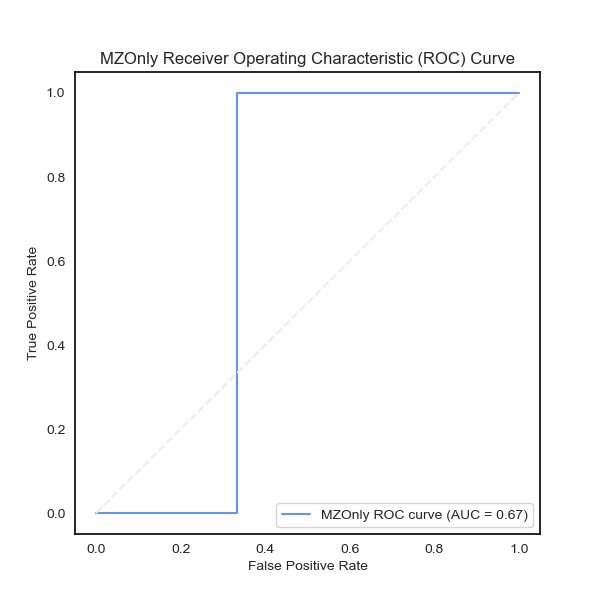 MZOnly Receiver Operating Characteristic (ROC) Curve
1.0
0.8
0.6
0.4
0.2
0.0
True Positive Rate
MZOnly ROC curve (AUC = 0.67)
0.0 0.2 0.4 0.6 0.8 1.0
False Positive Rate